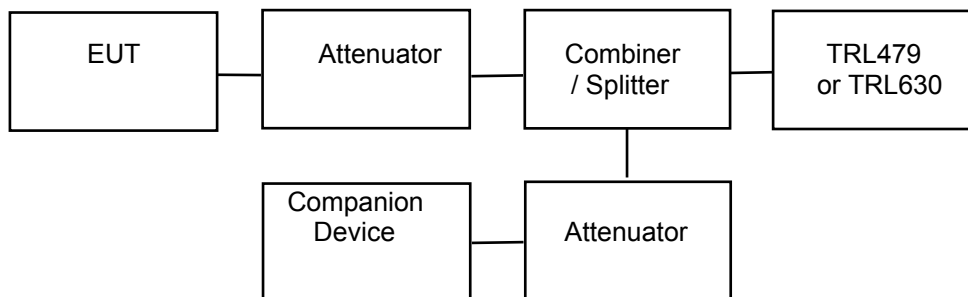 EUT
Attenuator
Combiner
/ Splitter
TRL479
or TRL630
Companion
Device
Attenuator